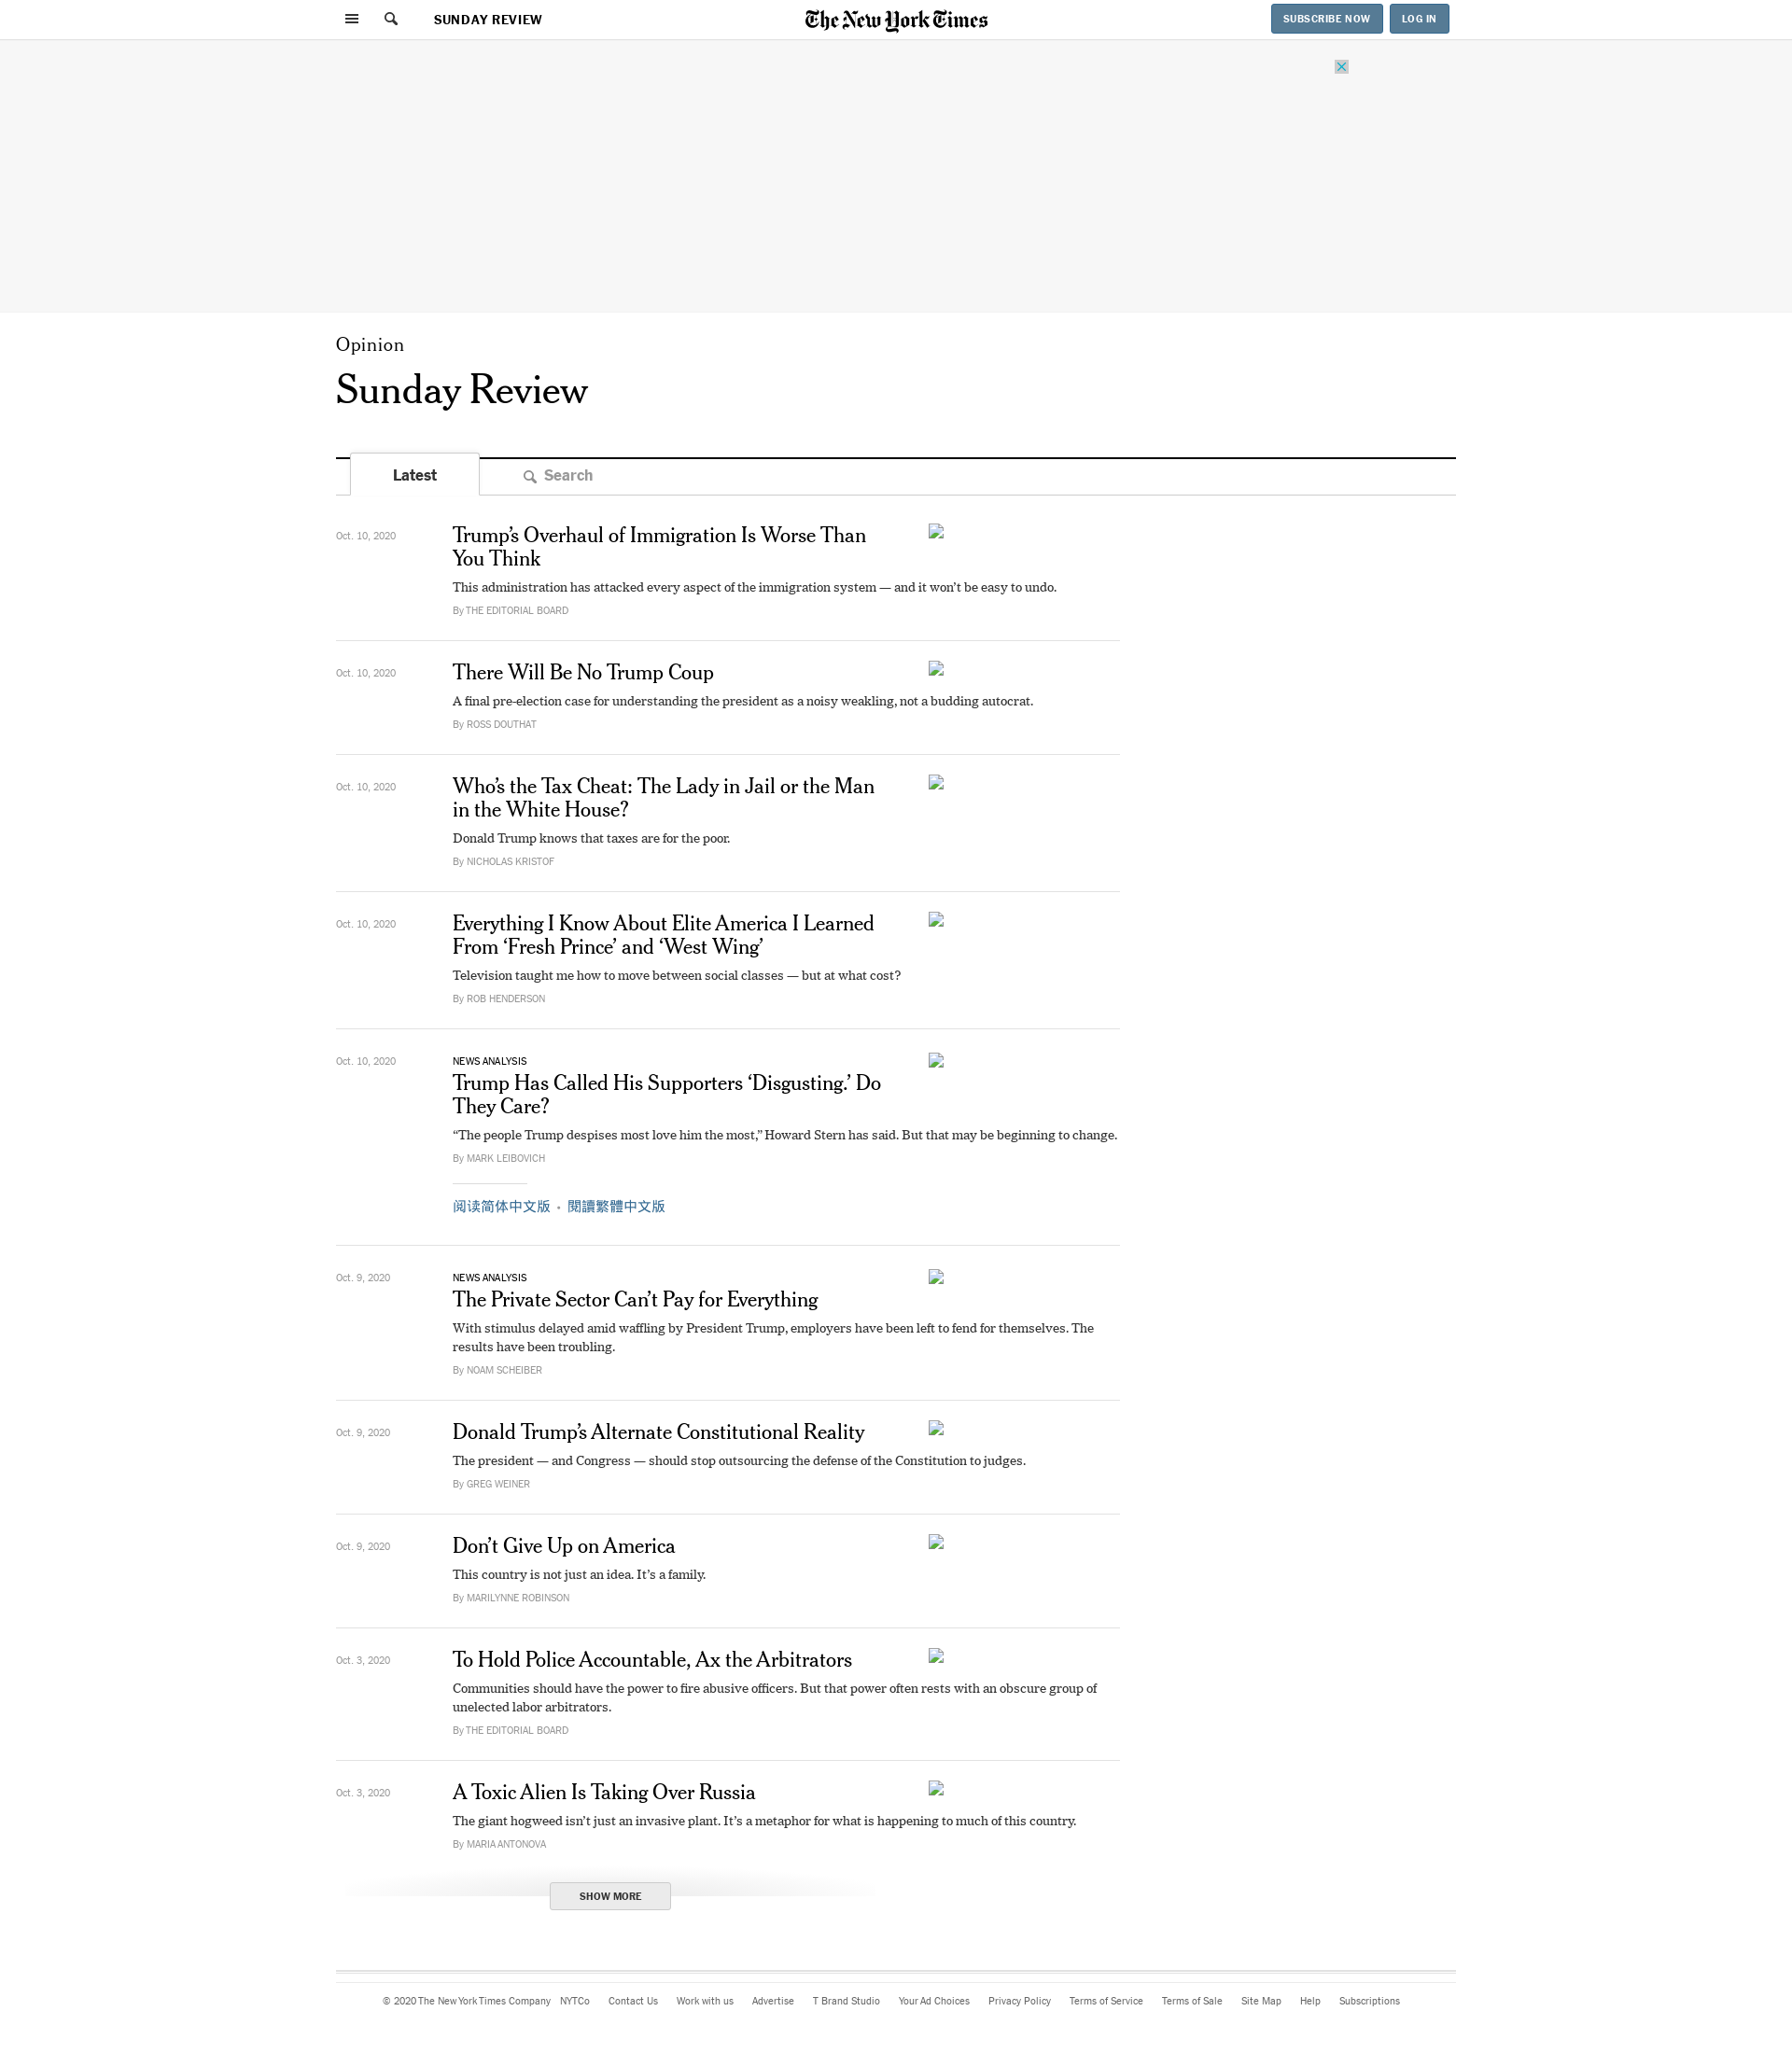 SUNDAY REVIEW
The New York Times
SUBSCRIBE NOW
LOG IN
Opinion
Sunday Review
Latest
Search
Oct. 10, 2020
Trump’s Overhaul of Immigration Is Worse Than
You Think
This administration has attacked every aspect of the immigration system — and it won’t be easy to undo.
By THE EDITORIAL BOARD
Oct. 10, 2020
There Will Be No Trump Coup
A final pre-election case for understanding the president as a noisy weakling, not a budding autocrat.
By ROSS DOUTHAT
Oct. 10, 2020
Who’s the Tax Cheat: The Lady in Jail or the Man
in the White House?
Donald Trump knows that taxes are for the poor.
By NICHOLAS KRISTOF
Oct. 10, 2020
Everything I Know About Elite America I Learned
From ‘Fresh Prince’ and ‘West Wing’
Television taught me how to move between social classes — but at what cost?
By ROB HENDERSON
Oct. 10, 2020
NEWS ANALYSIS
Trump Has Called His Supporters ‘Disgusting.’ Do
They Care?
“The people Trump despises most love him the most,” Howard Stern has said. But that may be beginning to change.
By MARK LEIBOVICH
阅读简体中文版 • 閱讀繁體中文版
Oct. 9, 2020
NEWS ANALYSIS
The Private Sector Can’t Pay for Everything
With stimulus delayed amid waffling by President Trump, employers have been left to fend for themselves. The
results have been troubling.
By NOAM SCHEIBER
Oct. 9, 2020
Donald Trump’s Alternate Constitutional Reality
The president — and Congress — should stop outsourcing the defense of the Constitution to judges.
By GREG WEINER
Oct. 9, 2020
Don’t Give Up on America
This country is not just an idea. It’s a family.
By MARILYNNE ROBINSON
Oct. 3, 2020
To Hold Police Accountable, Ax the Arbitrators
Communities should have the power to fire abusive officers. But that power often rests with an obscure group of
unelected labor arbitrators.
By THE EDITORIAL BOARD
Oct. 3, 2020
A Toxic Alien Is Taking Over Russia
The giant hogweed isn’t just an invasive plant. It’s a metaphor for what is happening to much of this country.
By MARIA ANTONOVA
SHOW MORE
© 2020 The New York Times Company NYTCo Contact Us Work with us Advertise T Brand Studio Your Ad Choices Privacy Policy Terms of Service Terms of Sale Site Map Help Subscriptions